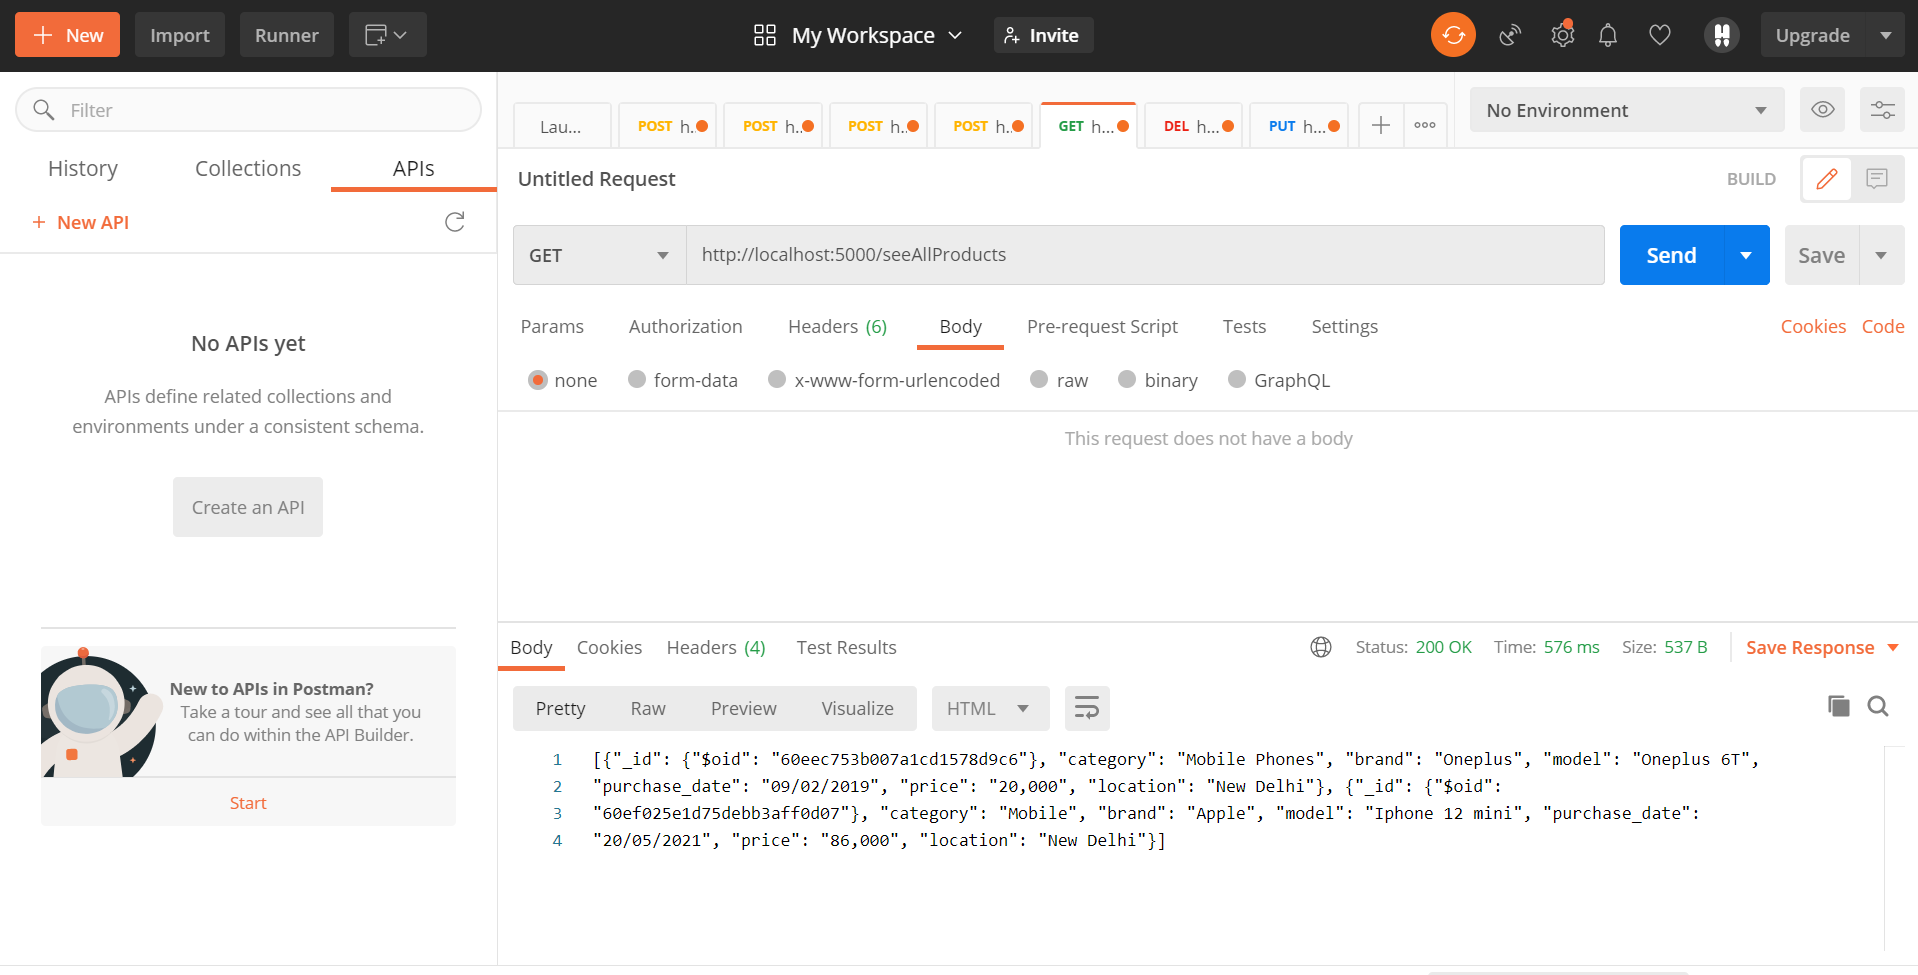 New
Import
Runner
My Workspace
Invite
Upgrade
Filter
History
Collections
APIs
+ New API
No APIs yet
APIs define related collections and
environments under a consistent schema.
Create an API
New to APIs in Postman?
Take a tour and see all that you
can do within the API Builder.
Start
Lau...
POST h..
POST h..
POST h..
POST h..
GET h...
DEL h...
PUT h...
No Environment
Untitled Request
BUILD
GET
http://localhost:5000/seeAllProducts
Send
Save
Params
Authorization
Headers (6)
Body
Pre-request Script
Tests
Settings
Cookies
Code
none
form-data
x-www-form-urlencoded
raw
binary
GraphQL
This request does not have a body
Body
Cookies
Headers (4)
Test Results
Status: 200 OK
Time: 576 ms
Size: 537 B
Save Response
Pretty
Raw
Preview
Visualize
HTML
1 [{"_id": {"$oid": "60eec753b007a1cd1578d9c6"}, "category": "Mobile Phones", "brand": "Oneplus", "model": "Oneplus 6T",
2 "purchase_date": "09/02/2019", "price": "20,000", "location": "New Delhi"}, {"_id": {"$oid":
3 "60ef025e1d75debb3aff0d07"}, "category": "Mobile", "brand": "Apple", "model": "Iphone 12 mini", "purchase_date":
4 "20/05/2021", "price": "86,000", "location": "New Delhi"}]